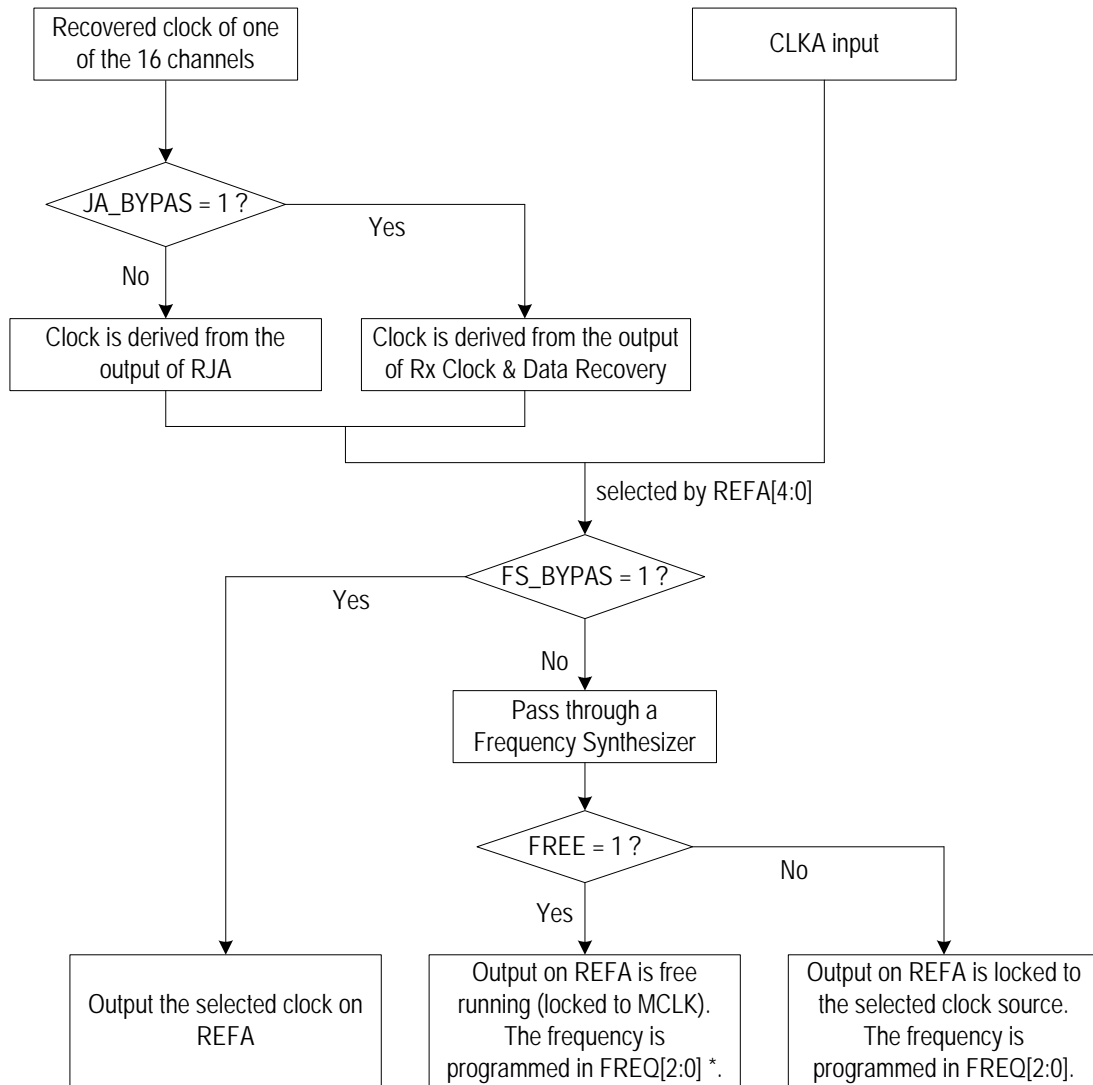 Recovered clock of one
of the 16 channels
CLKA input
JA_BYPAS = 1 ?
Yes
No
Clock is derived from the
output of RJA
Clock is derived from the output
of Rx Clock & Data Recovery
selected by REFA[4:0]
FS_BYPAS = 1 ?
Yes
No
Pass through a
Frequency Synthesizer
FREE = 1 ?
No
Yes
Output the selected clock on
REFA
Output on REFA is free
running (locked to MCLK).
The frequency is
programmed in FREQ[2:0] *.
Output on REFA is locked to
the selected clock source.
The frequency is
programmed in FREQ[2:0].